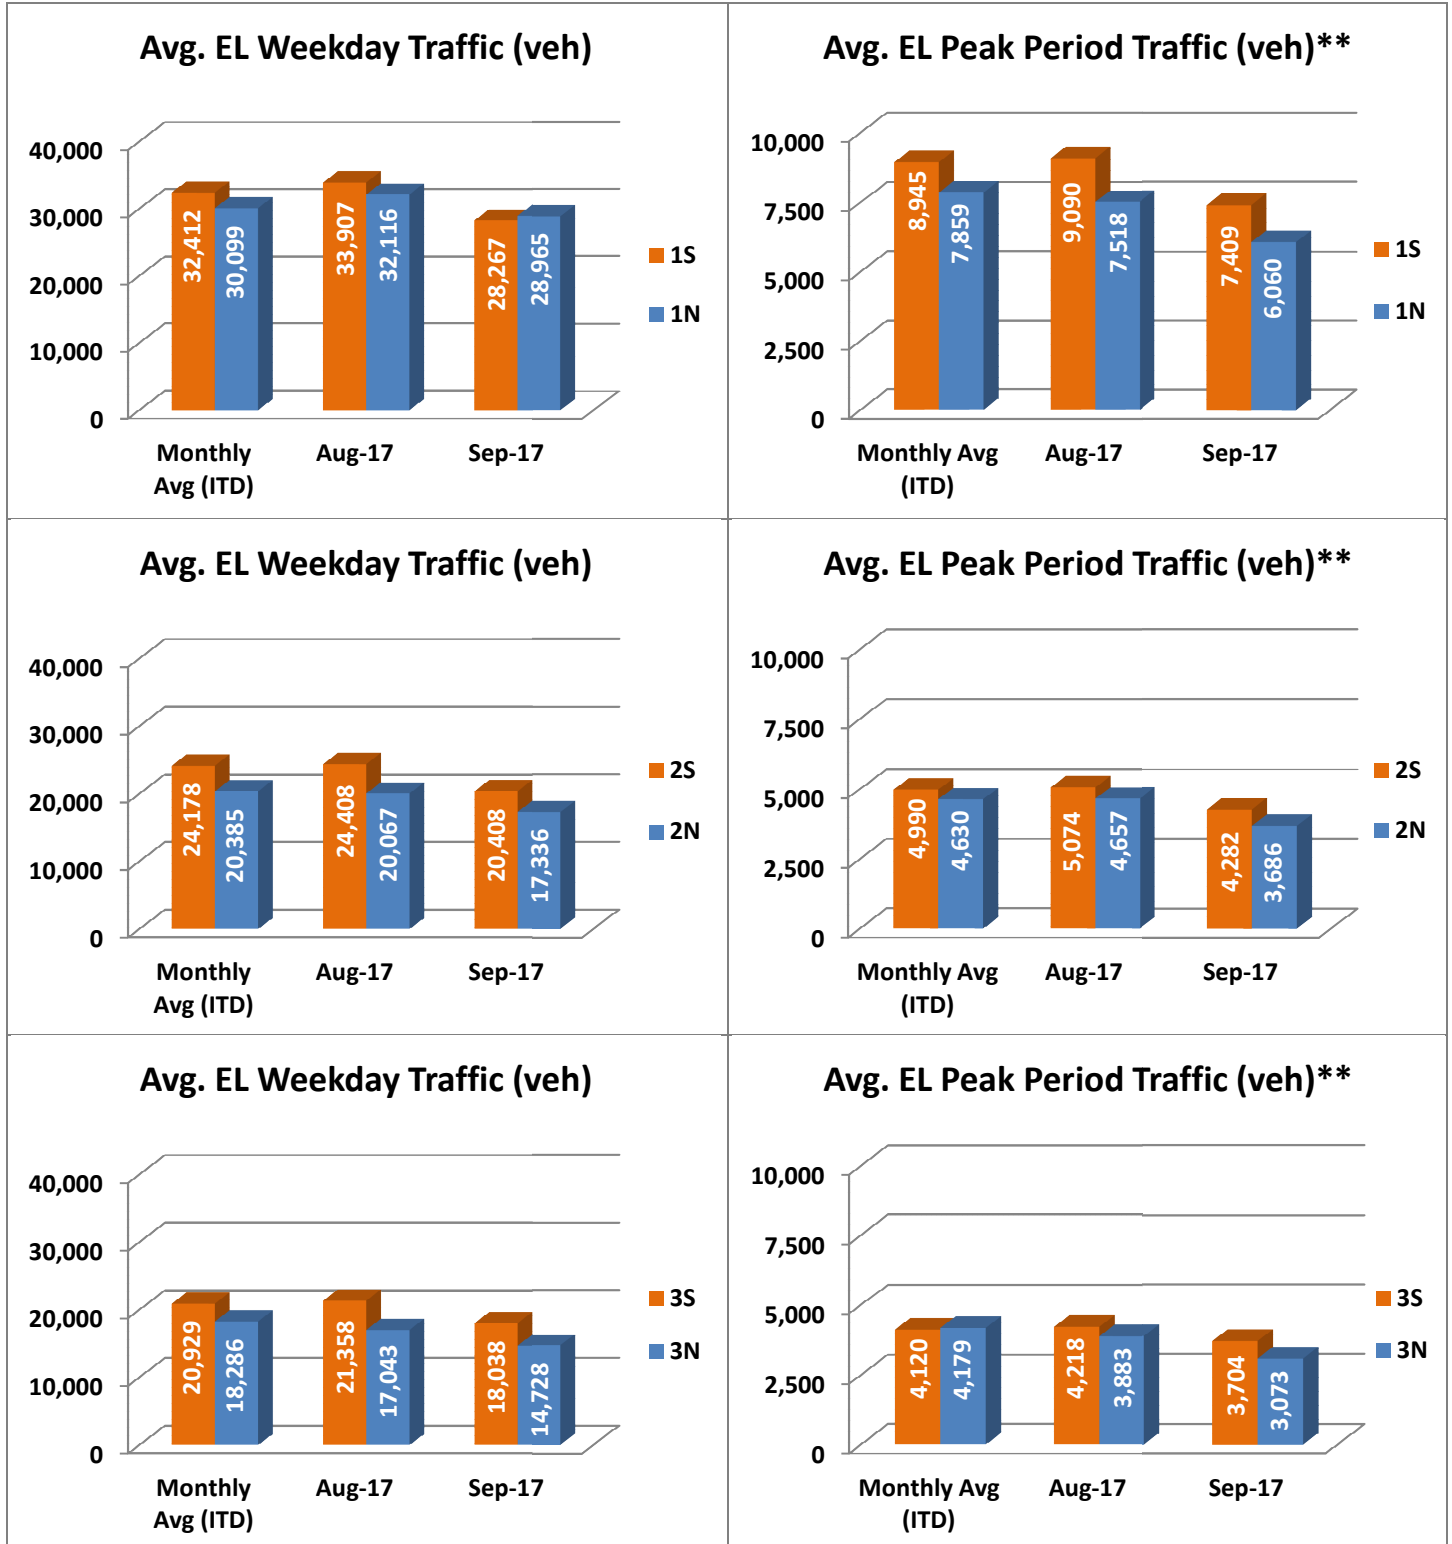 Avg. EL Weekday Traffic (veh)
40,000
30,000
20,000
10,000
0
32,412
30,099
33,907
32,116
28,267
28,965
Monthly
Avg (ITD)
Aug-17
Sep-17
1S
1N
Avg. EL Peak Period Traffic (veh)**
10,000
7,500
5,000
2,500
0
8,945
7,859
9,090
7,518
7,409
6,060
Monthly Avg
(ITD)
Aug-17
Sep-17
1S
1N
Avg. EL Weekday Traffic (veh)
40,000
30,000
20,000
10,000
0
24,178
20,385
24,408
20,067
20,408
17,336
Monthly
Avg (ITD)
Aug-17
Sep-17
2S
2N
Avg. EL Peak Period Traffic (veh)**
10,000
7,500
5,000
2,500
0
4,990
4,630
5,074
4,657
4,282
3,686
Monthly Avg
(ITD)
Aug-17
Sep-17
2S
2N
Avg. EL Weekday Traffic (veh)
40,000
30,000
20,000
10,000
0
20,929
18,286
21,358
17,043
18,038
14,728
Monthly
Avg (ITD)
Aug-17
Sep-17
3S
3N
Avg. EL Peak Period Traffic (veh)**
10,000
7,500
5,000
2,500
0
4,120
4,179
4,218
3,883
3,704
3,073
Monthly Avg
(ITD)
Aug-17
Sep-17
3S
3N